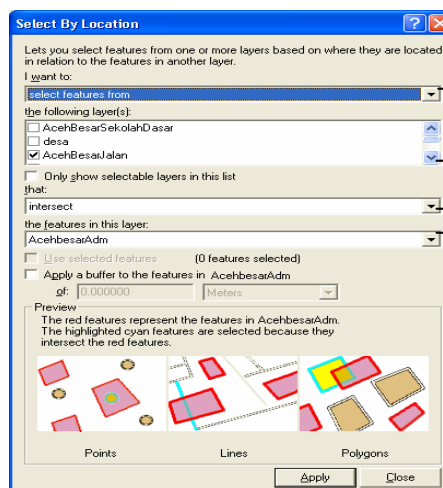 Select By Location
Lets you select features from one or more layers based on where they are located
in relation to the features in another layer.
I want to:
select features from
the following layer(s):
AcehBesarSekolahDasar
desa
AcehBesarJalan
Only show selectable layers in this list
that:
intersect
the features in this layer:
AcehbesarAdm
Use selected features (0 features selected)
Apply a buffer to the features in AcehbesarAdm
of: 0.000000 Meters
Preview
The red features represent the features in AcehbesarAdm.
The highlighted cyan features are selected because they
intersect the red features.
Points Lines Polygons
Apply Close